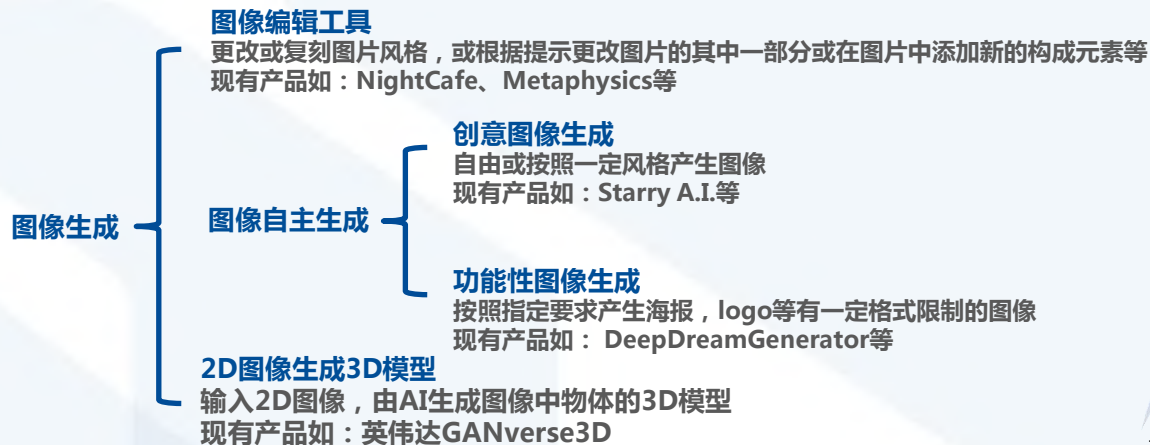 图像编辑工具
更改或复刻图片风格，或根据提示更改图片的其中一部分或在图片中添加新的构成元素等
现有产品如：NightCafe、Metaphysics等
创意图像生成
自由或按照一定风格产生图像
现有产品如：Starry A.I.等
图像生成
图像自主生成
功能性图像生成
按照指定要求产生海报，logo等有一定格式限制的图像
现有产品如： DeepDreamGenerator等
2D图像生成3D模型
输入2D图像，由AI生成图像中物体的3D模型
现有产品如：英伟达GANverse3D